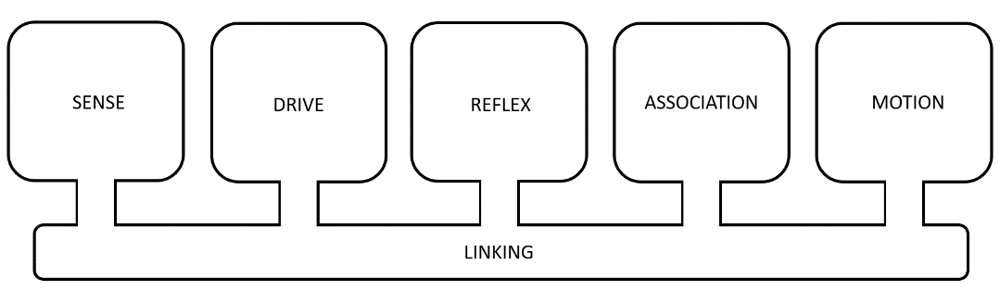 SENSE
DRIVE
REFLEX
ASSOCIATION
MOTION
LINKING